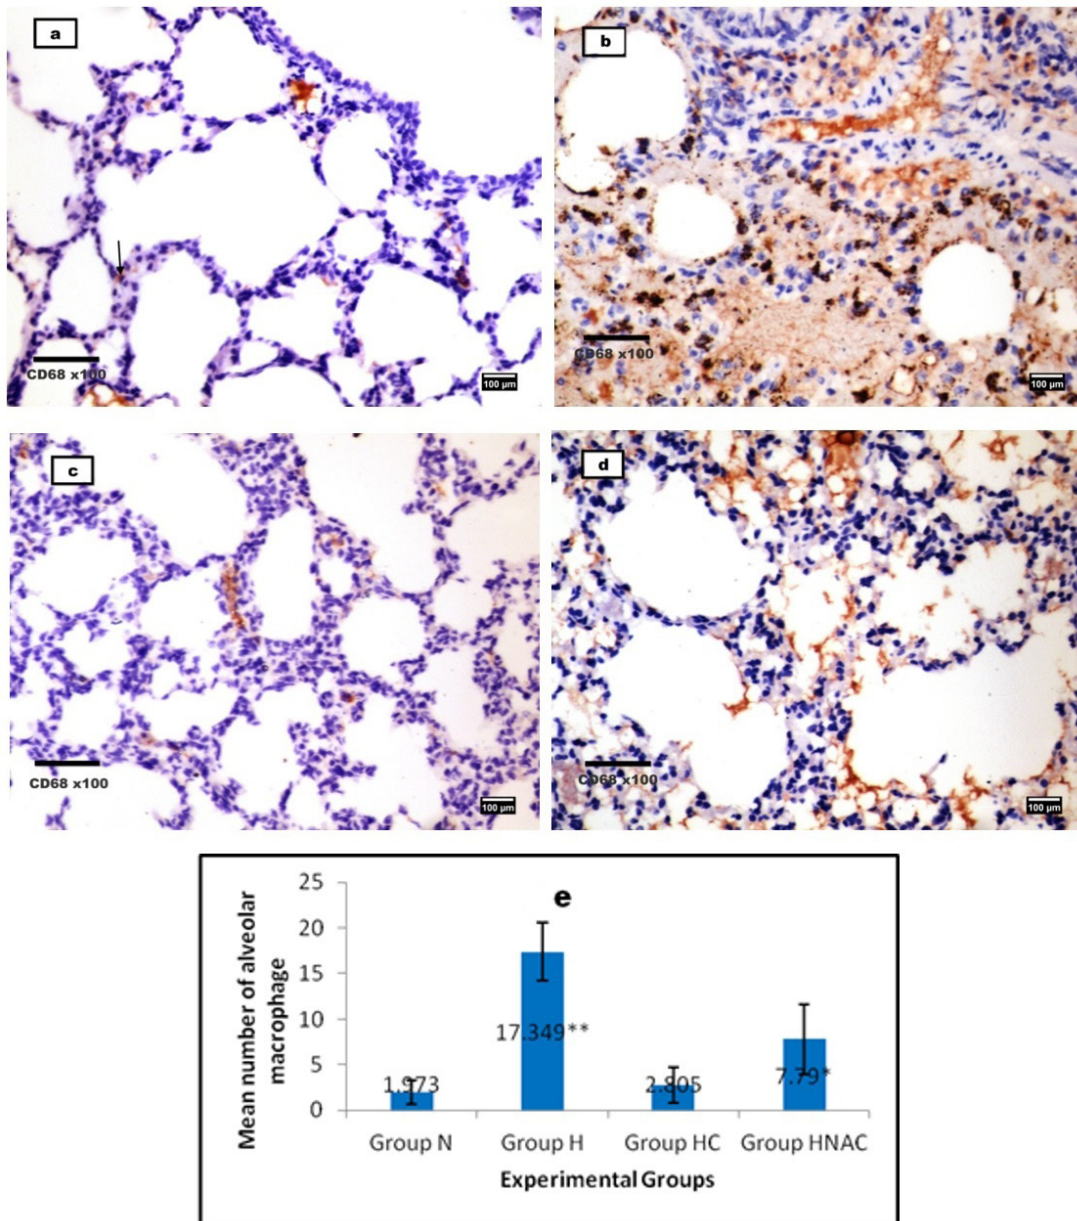 a
CD68 x100
100 µm
b
CD68 x100
100 µm
c
CD68 x100
100 µm
d
CD68 x100
100 µm
e
Mean number of alveolar
macrophage
25
20
15
10
5
0
1.973
17.349**
2.805
7.79*
Group N
Group H
Group HC
Group HNAC
Experimental Groups